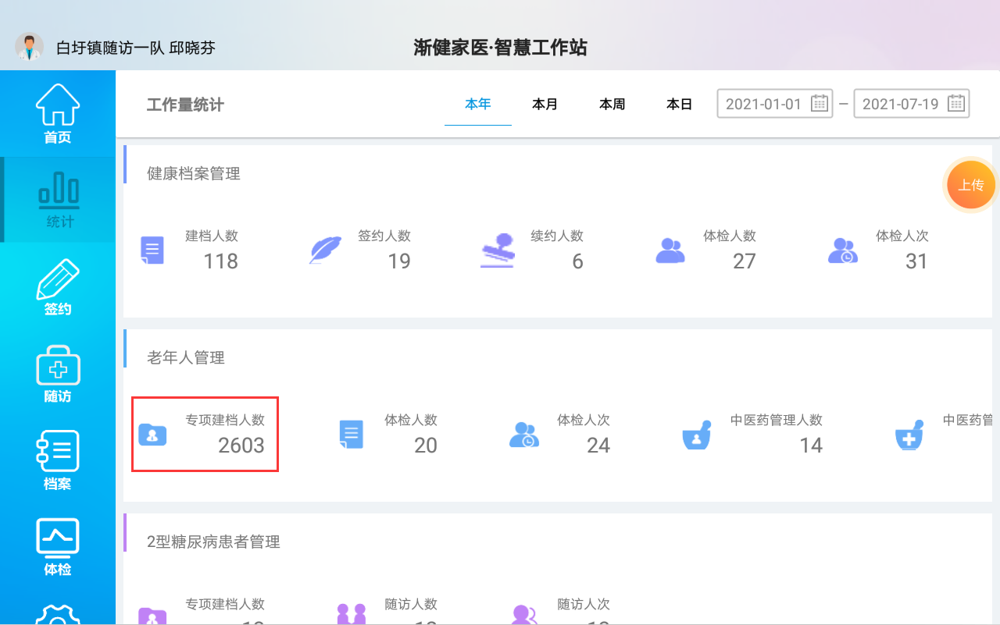 白圩镇随访一队 邱晓芬
渐健家医·智慧工作站
首页
统计
签约
随访
档案
体检
工作量统计
本年
本月
本周
本日
2021-01-01 – 2021-07-19
上传
健康档案管理
建档人数
118
签约人数
19
续约人数
6
体检人数
27
体检人次
31
老年人管理
专项建档人数
2603
体检人数
20
体检人次
24
中医药管理人数
14
中医药管
2型糖尿病患者管理
专项建档人数
随访人数
随访人次